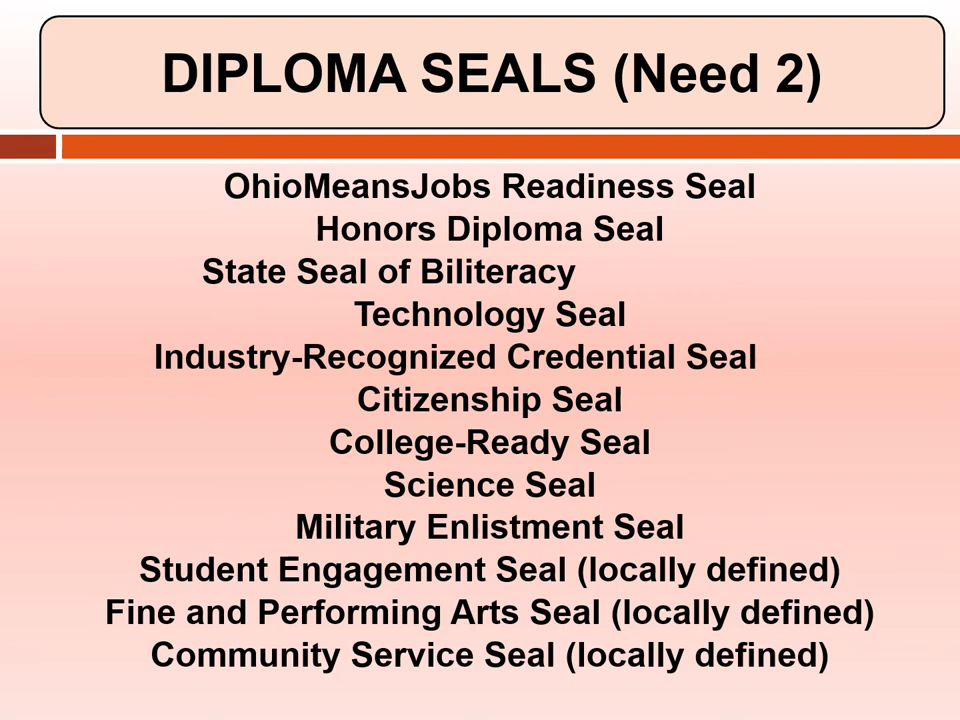 DIPLOMA SEALS (Need 2)
OhioMeansJobs Readiness Seal
Honors Diploma Seal
State Seal of Biliteracy
Technology Seal
Industry-Recognized Credential Seal
Citizenship Seal
College-Ready Seal
Science Seal
Military Enlistment Seal
Student Engagement Seal (locally defined)
Fine and Performing Arts Seal (locally defined)
Community Service Seal (locally defined)